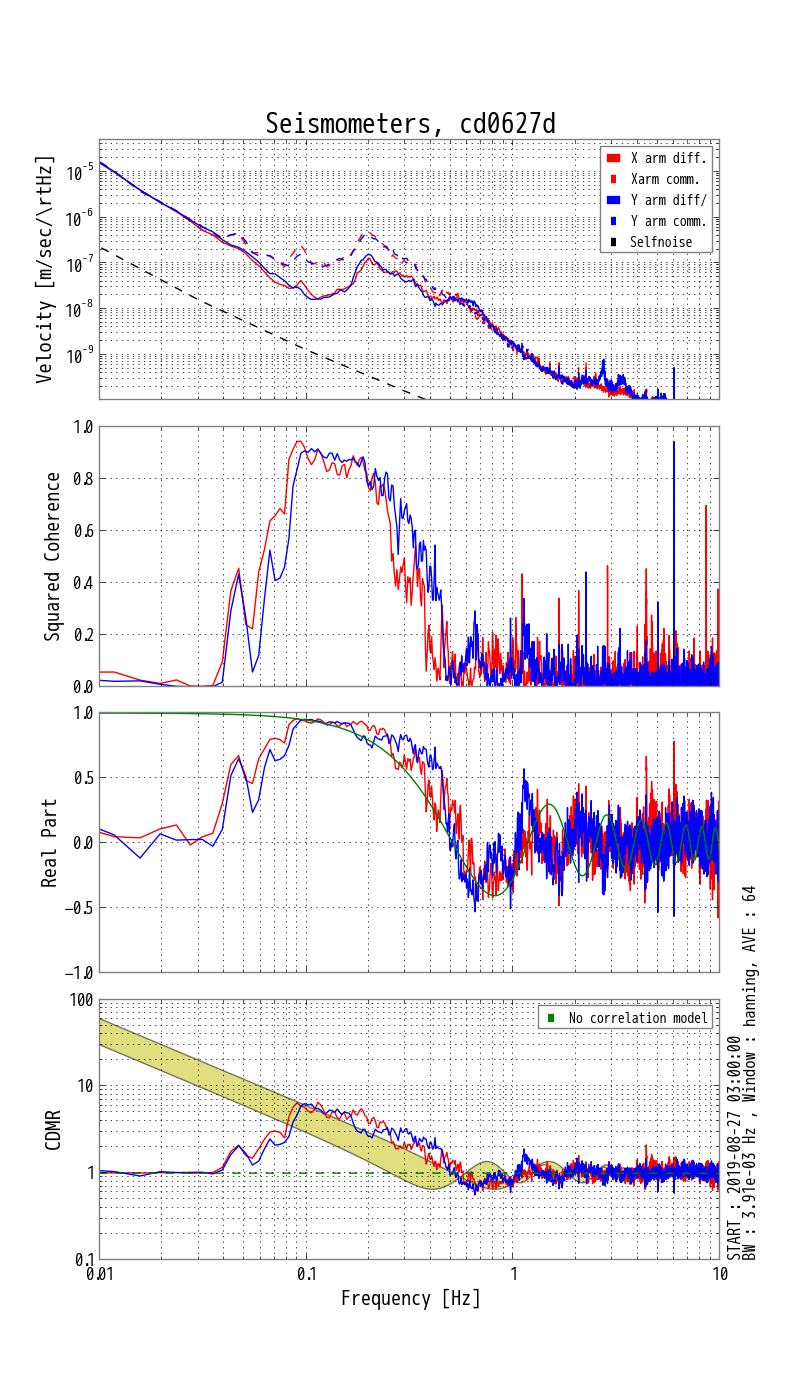 Seismometers, cd0627d
Velocity [m/sec/\rtHz]
10^-5
10^-6
10^-7
10^-8
10^-9
X arm diff.
Xarm comm.
Y arm diff/
Y arm comm.
Selfnoise
Squared Coherence
1.0
0.8
0.6
0.4
0.2
0.0
Real Part
1.0
0.5
0.0
−0.5
−1.0
CDMR
100
10
1
0.1
No correlation model
0.01
0.1
1
10
Frequency [Hz]
START : 2019-08-27 03:00:00
BW : 3.91e-03 Hz , Window : hanning, AVE : 64